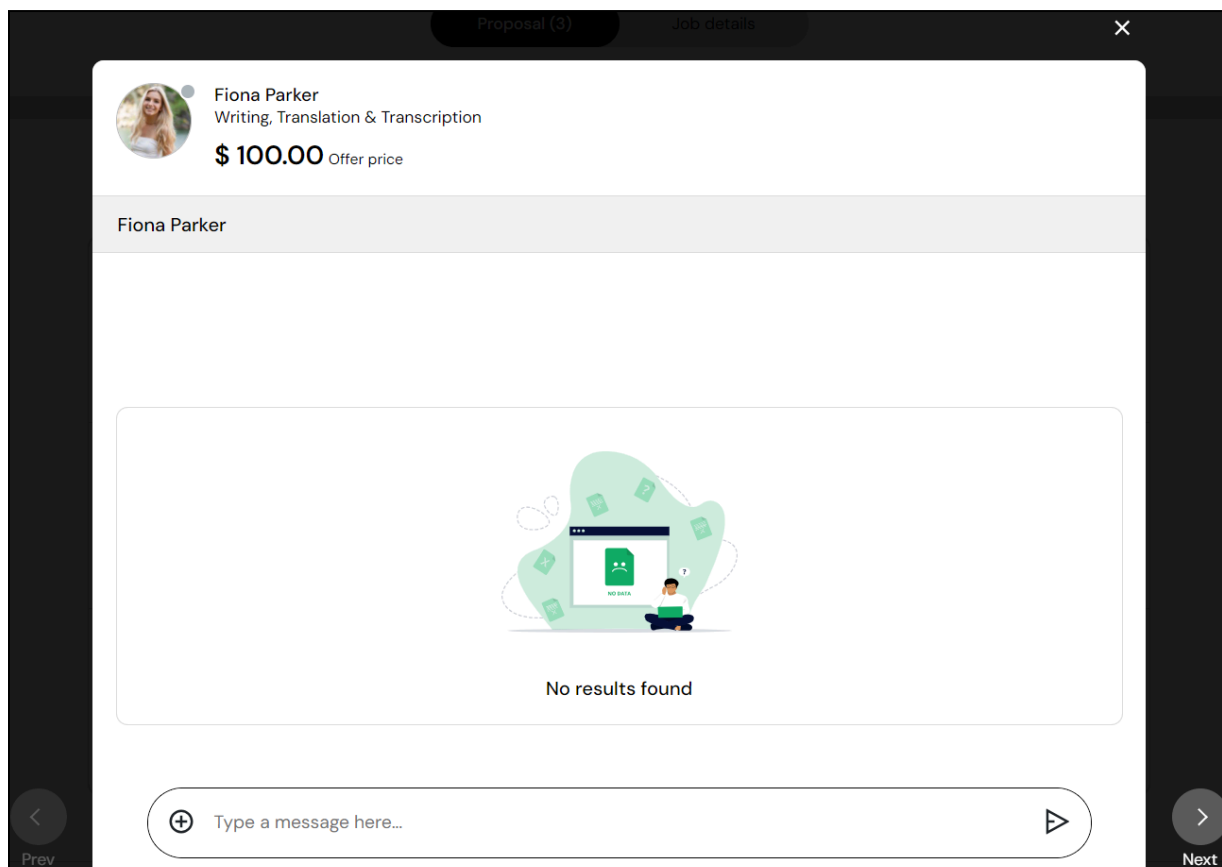 Proposal (3)
Job details
Fiona Parker
Writing, Translation & Transcription
$ 100.00 Offer price
Fiona Parker
?
NO DATA
?
No results found
Type a message here...
Prev
Next